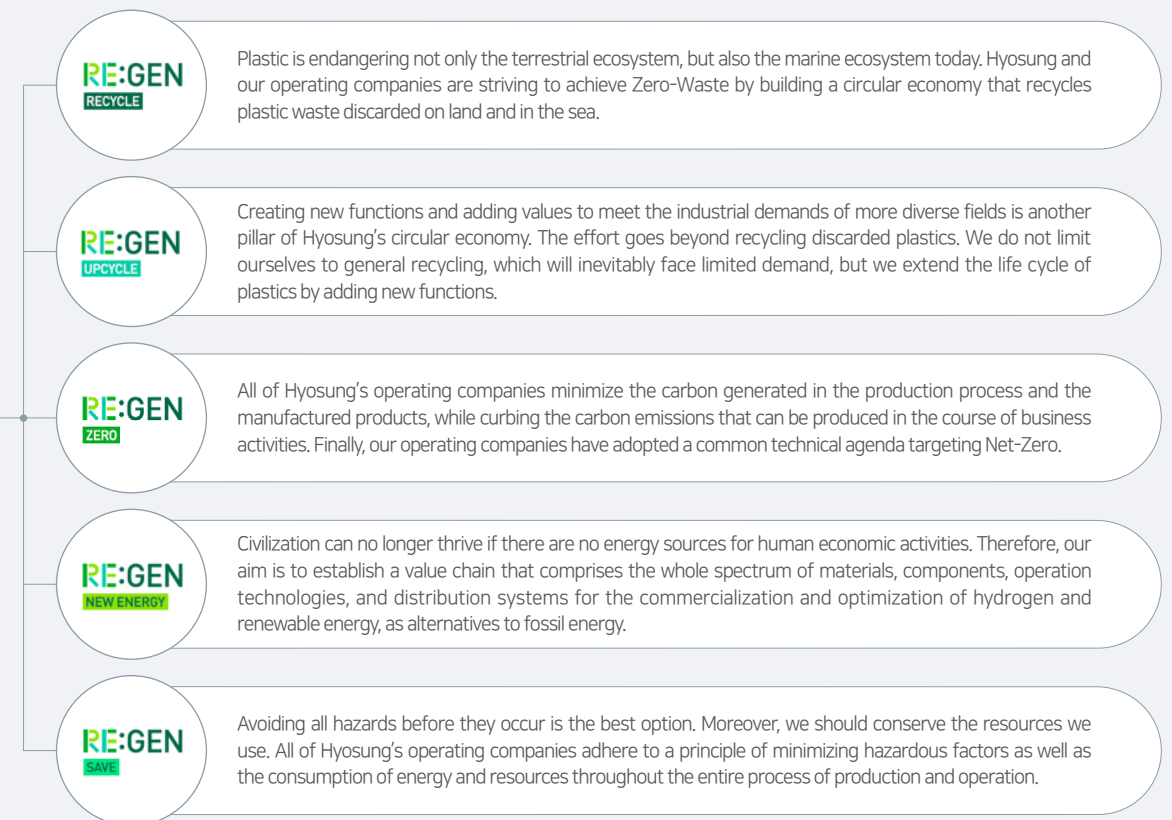 RE:GEN
RECYCLE
Plastic is endangering not only the terrestrial ecosystem, but also the marine ecosystem today. Hyosung and
our operating companies are striving to achieve Zero-Waste by building a circular economy that recycles
plastic waste discarded on land and in the sea.
RE:GEN
UPCYCLE
Creating new functions and adding values to meet the industrial demands of more diverse fields is another
pillar of Hyosung's circular economy. The effort goes beyond recycling discarded plastics. We do not limit
ourselves to general recycling, which will inevitably face limited demand, but we extend the life cycle of
plastics by adding new functions.
RE:GEN
ZERO
All of Hyosung's operating companies minimize the carbon generated in the production process and the
manufactured products, while curbing the carbon emissions that can be produced in the course of business
activities. Finally, our operating companies have adopted a common technical agenda targeting Net-Zero.
RE:GEN
NEW ENERGY
Civilization can no longer thrive if there are no energy sources for human economic activities. Therefore, our
aim is to establish a value chain that comprises the whole spectrum of materials, components, operation
technologies, and distribution systems for the commercialization and optimization of hydrogen and
renewable energy, as alternatives to fossil energy.
RE:GEN
SAVE
Avoiding all hazards before they occur is the best option. Moreover, we should conserve the resources we
use. All of Hyosung's operating companies adhere to a principle of minimizing hazardous factors as well as
the consumption of energy and resources throughout the entire process of production and operation.